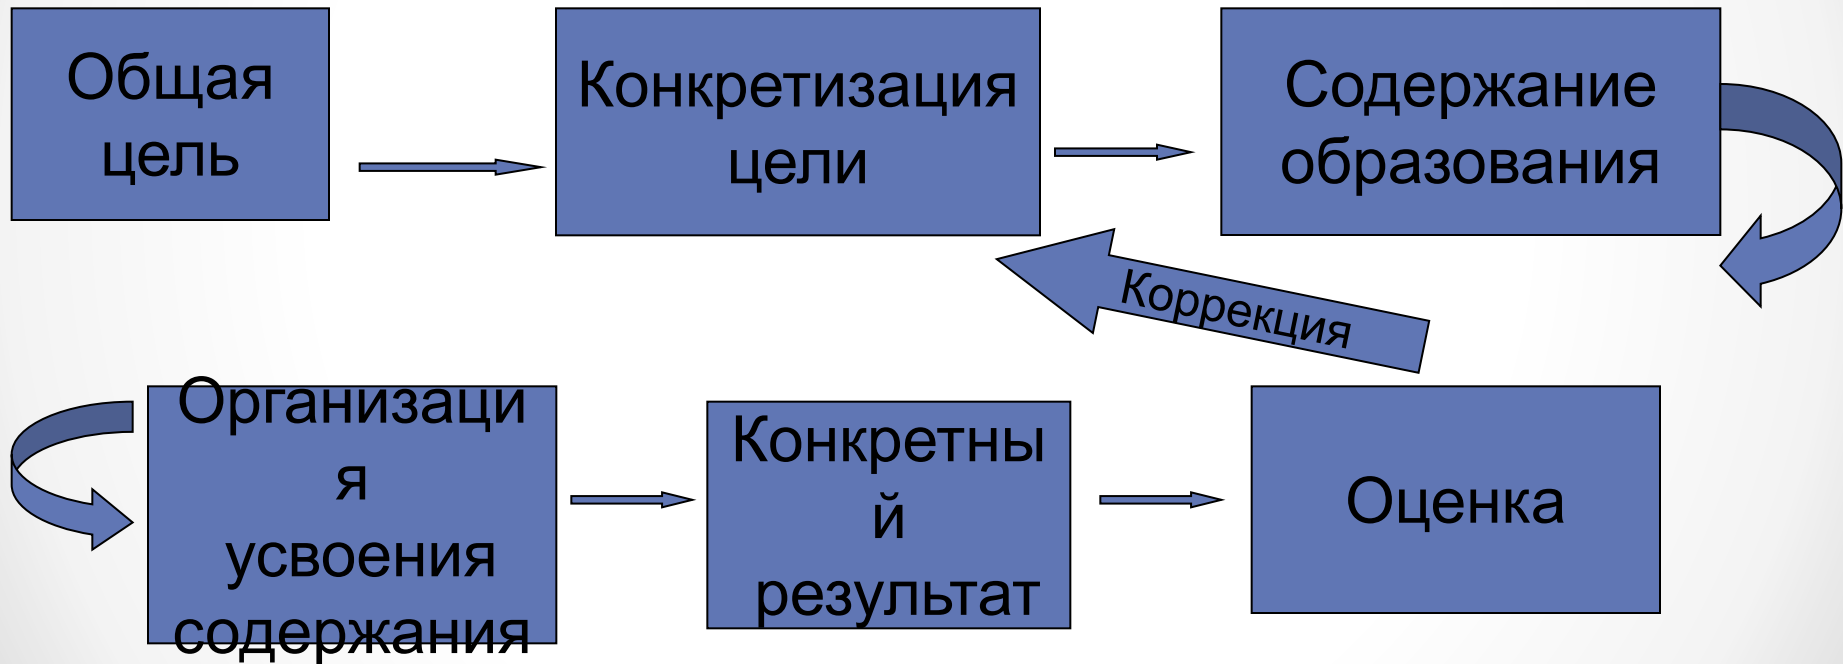 Общая
цель
Конкретизация
цели
Содержание
образования
Коррекция
Организаци
я
усвоения
содержания
Конкретны
й
результат
Оценка